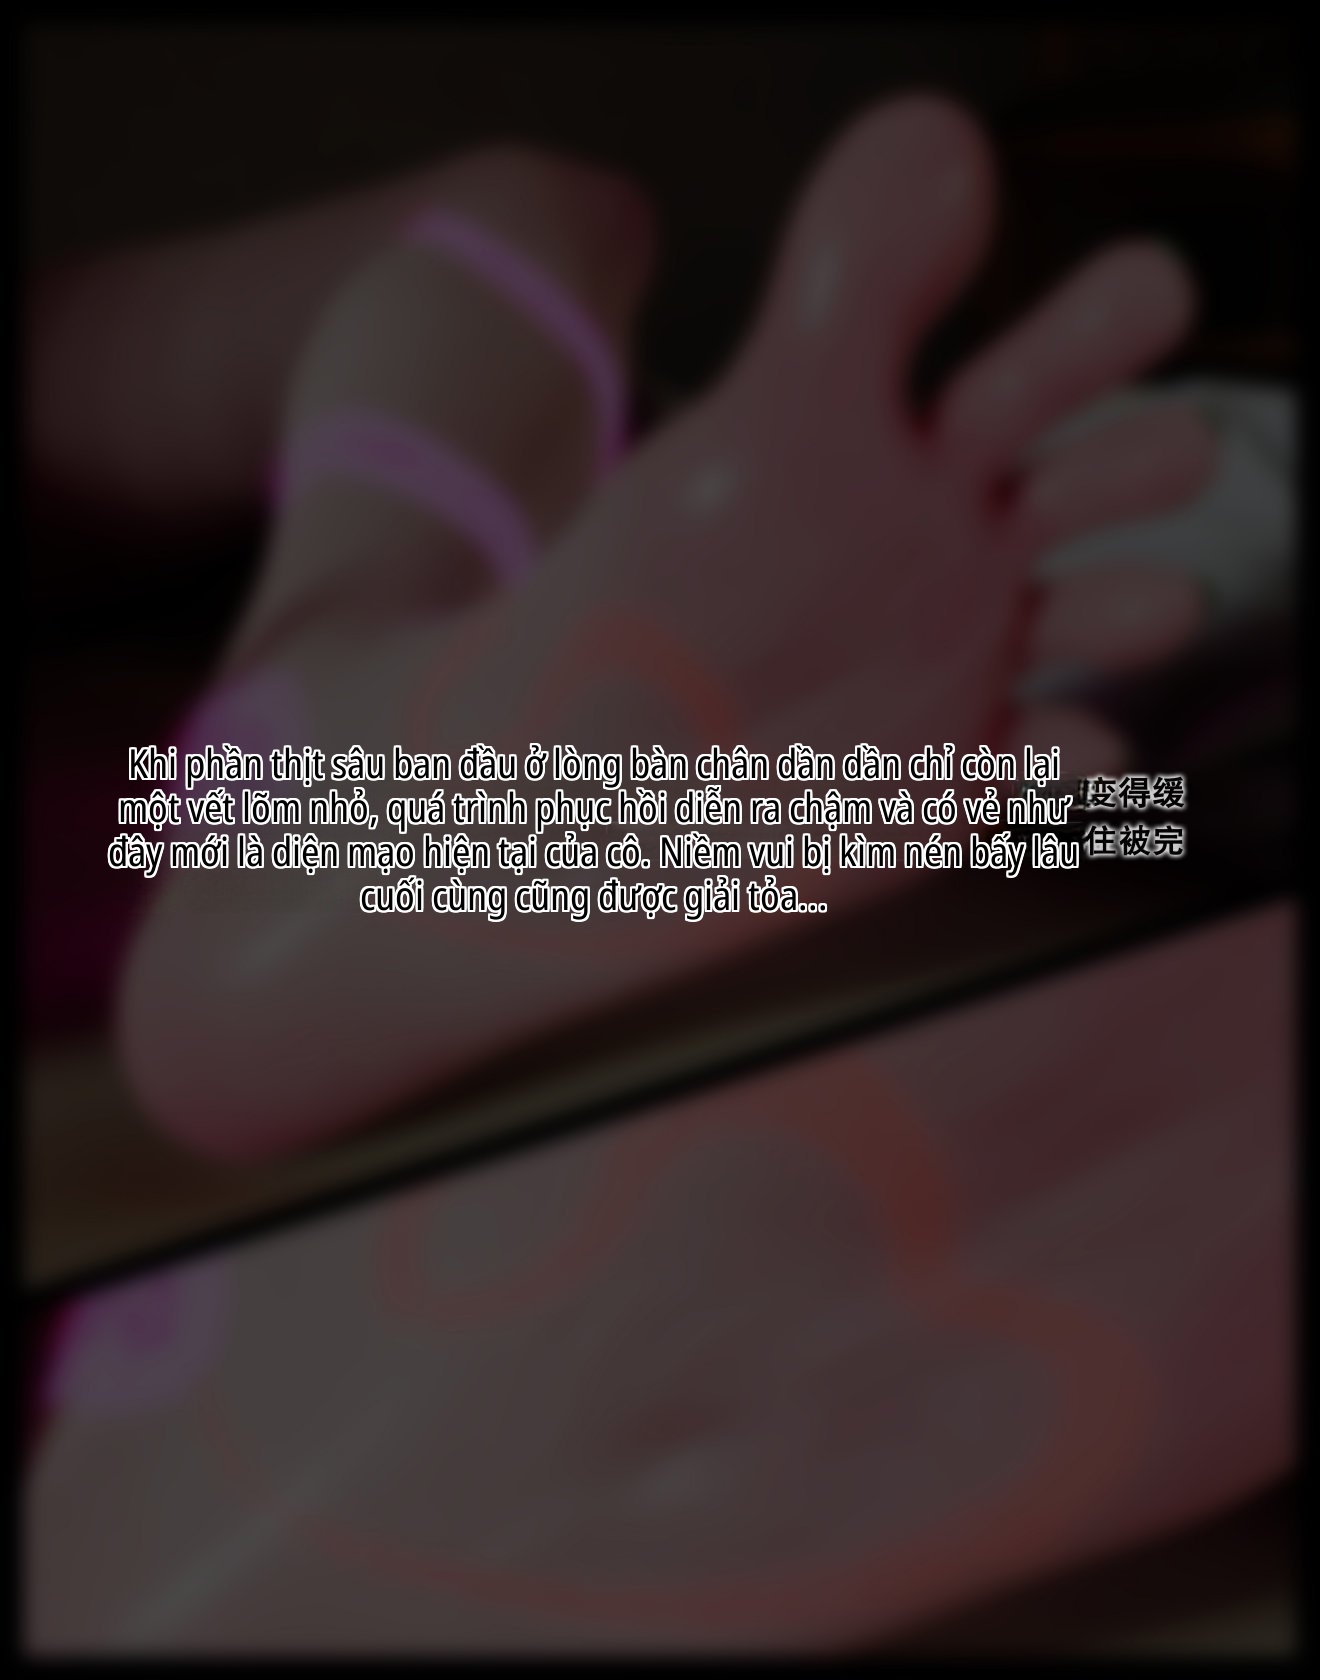 Khi phần thịt sâu ban đầu ở lòng bàn chân dần dần chỉ còn lại
một vết lõm nhỏ, quá trình phục hồi diễn ra chậm và có vẻ như
đây mới là diện mạo hiện tại của cô. Niềm vui bị kìm nén bấy lâu
cuối cùng cũng được giải tỏa...
变得缓
住被完